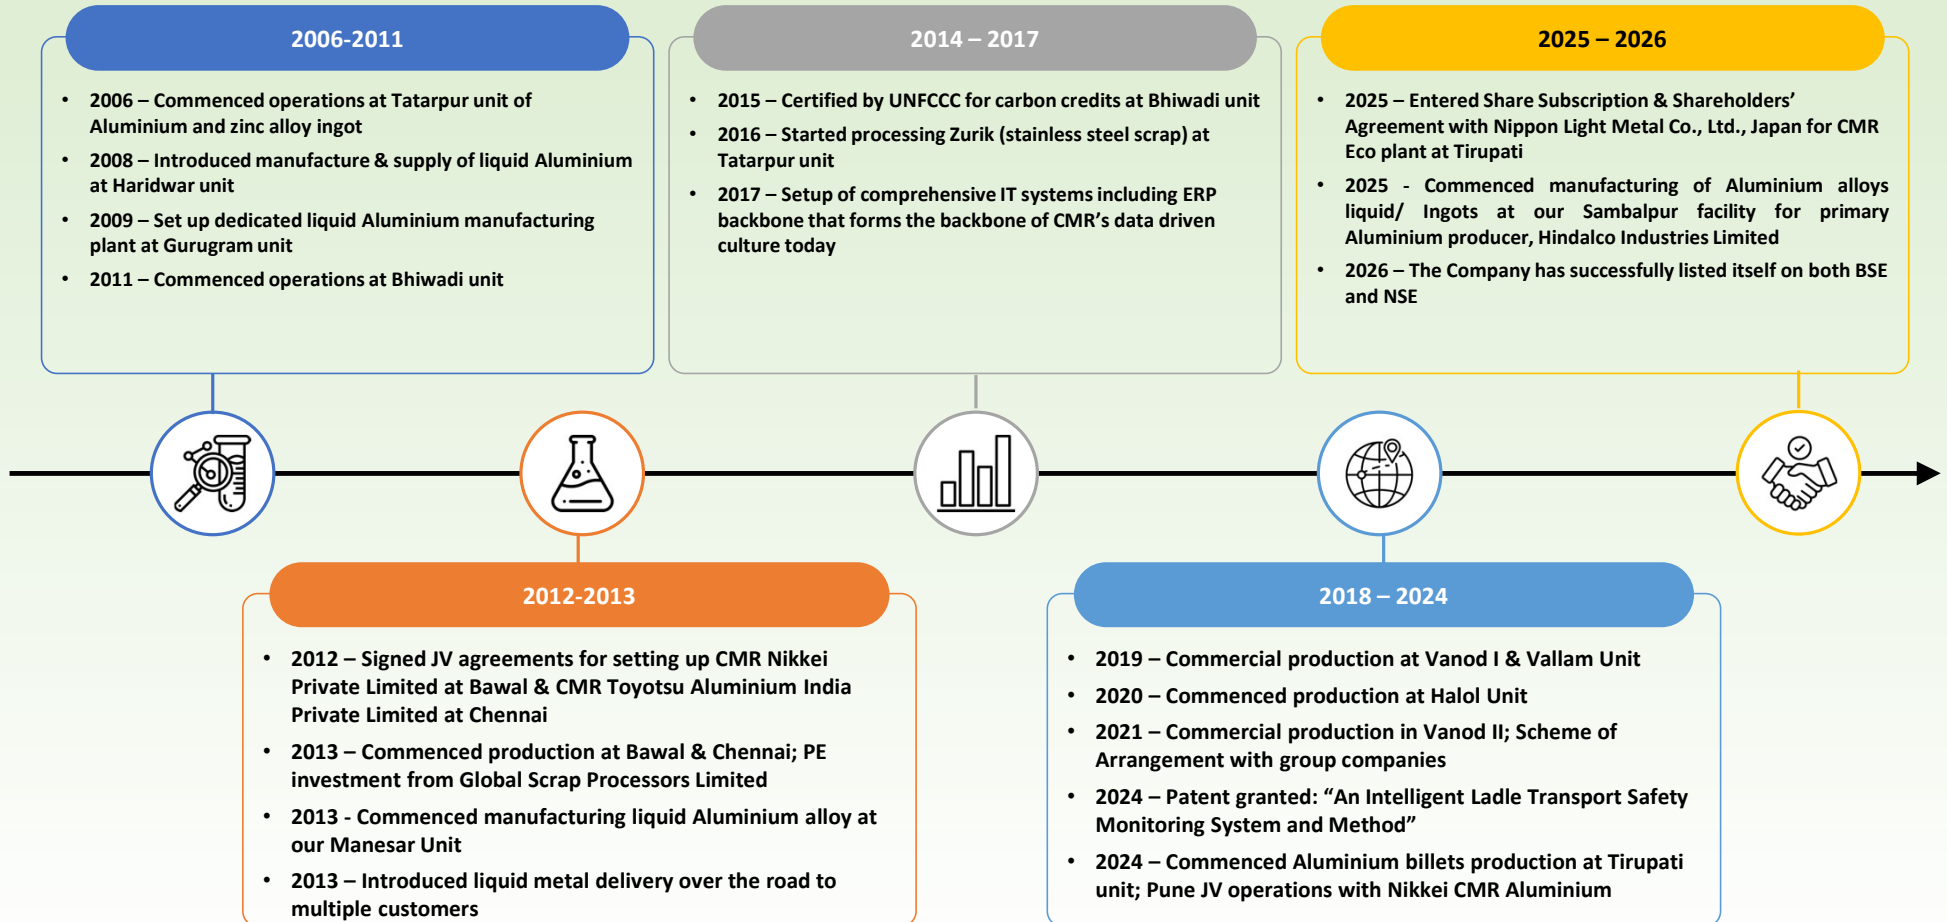 2006-2011
• 2006 – Commenced operations at Tatarpur unit of
Aluminium and zinc alloy ingot
• 2008 – Introduced manufacture & supply of liquid Aluminium
at Haridwar unit
• 2009 – Set up dedicated liquid Aluminium manufacturing
plant at Gurugram unit
• 2011 – Commenced operations at Bhiwadi unit
2014 – 2017
• 2015 – Certified by UNFCCC for carbon credits at Bhiwadi unit
• 2016 – Started processing Zurik (stainless steel scrap) at
Tatarpur unit
• 2017 – Setup of comprehensive IT systems including ERP
backbone that forms the backbone of CMR’s data driven
culture today
2025 – 2026
• 2025 – Entered Share Subscription & Shareholders’
Agreement with Nippon Light Metal Co., Ltd., Japan for CMR
Eco plant at Tirupati
• 2025 - Commenced manufacturing of Aluminium alloys
liquid/ Ingots at our Sambalpur facility for primary
Aluminium producer, Hindalco Industries Limited
• 2026 – The Company has successfully listed itself on both BSE
and NSE
2012-2013
• 2012 – Signed JV agreements for setting up CMR Nikkei
Private Limited at Bawal & CMR Toyotsu Aluminium India
Private Limited at Chennai
• 2013 – Commenced production at Bawal & Chennai; PE
investment from Global Scrap Processors Limited
• 2013 - Commenced manufacturing liquid Aluminium alloy at
our Manesar Unit
• 2013 – Introduced liquid metal delivery over the road to
multiple customers
2018 – 2024
• 2019 – Commercial production at Vanod I & Vallam Unit
• 2020 – Commenced production at Halol Unit
• 2021 – Commercial production in Vanod II; Scheme of
Arrangement with group companies
• 2024 – Patent granted: “An Intelligent Ladle Transport Safety
Monitoring System and Method”
• 2024 – Commenced Aluminium billets production at Tirupati
unit; Pune JV operations with Nikkei CMR Aluminium